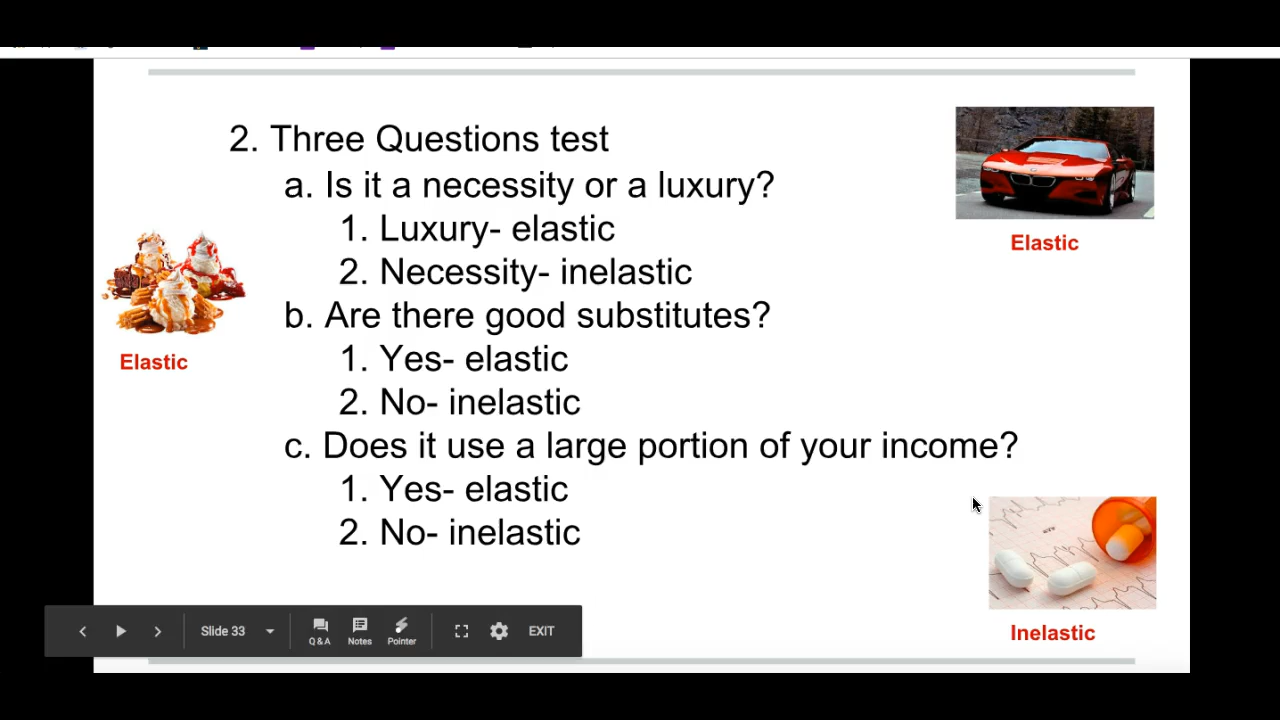 2. Three Questions test
a. Is it a necessity or a luxury?
1. Luxury- elastic
2. Necessity- inelastic
b. Are there good substitutes?
1. Yes- elastic
2. No- inelastic
c. Does it use a large portion of your income?
1. Yes- elastic
2. No- inelastic
Elastic
Elastic
Inelastic
Slide 33
Q & A
Notes
Pointer
EXIT